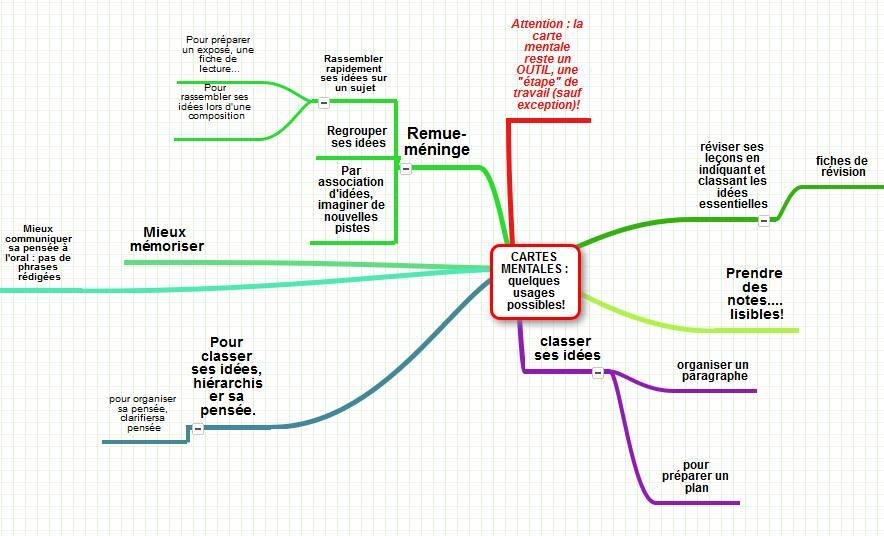 CARTES
MENTALES :
quelques
usages
possibles!
Attention : la
carte
mentale
reste un
OUTIL, une
"étape" de
travail (sauf
exception)!
réviser ses
leçons en
indiquant et
classant les
idées
essentielles
fiches de
révision
Prendre
des
notes....
lisibles!
classer
ses idées
organiser un
paragraphe
pour
préparer un
plan
Remue-
méninge
Rassembler
rapidement
ses idées sur
un sujet
Pour préparer
un exposé, une
fiche de
lecture...
Pour
rassembler ses
idées lors d'une
composition
Regrouper
ses idées
Par
association
d'idées,
imaginer de
nouvelles
pistes
Mieux
mémoriser
Mieux
communiquer
sa pensée à
l'oral : pas de
phrases
rédigées
Pour
classer
ses idées,
hiérarchis
er sa
pensée.
pour organiser
sa pensée,
clarifiersa
pensée